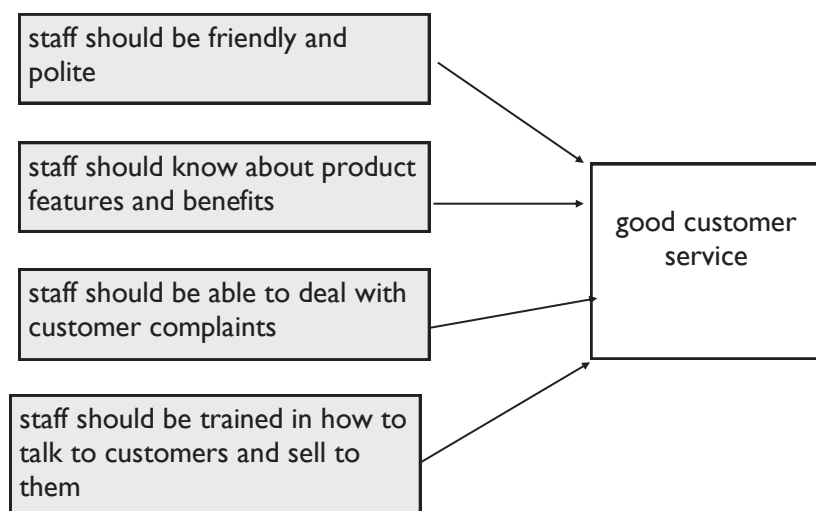 staff should be friendly and
polite
staff should know about product
features and benefits
staff should be able to deal with
customer complaints
staff should be trained in how to
talk to customers and sell to
them
good customer
service